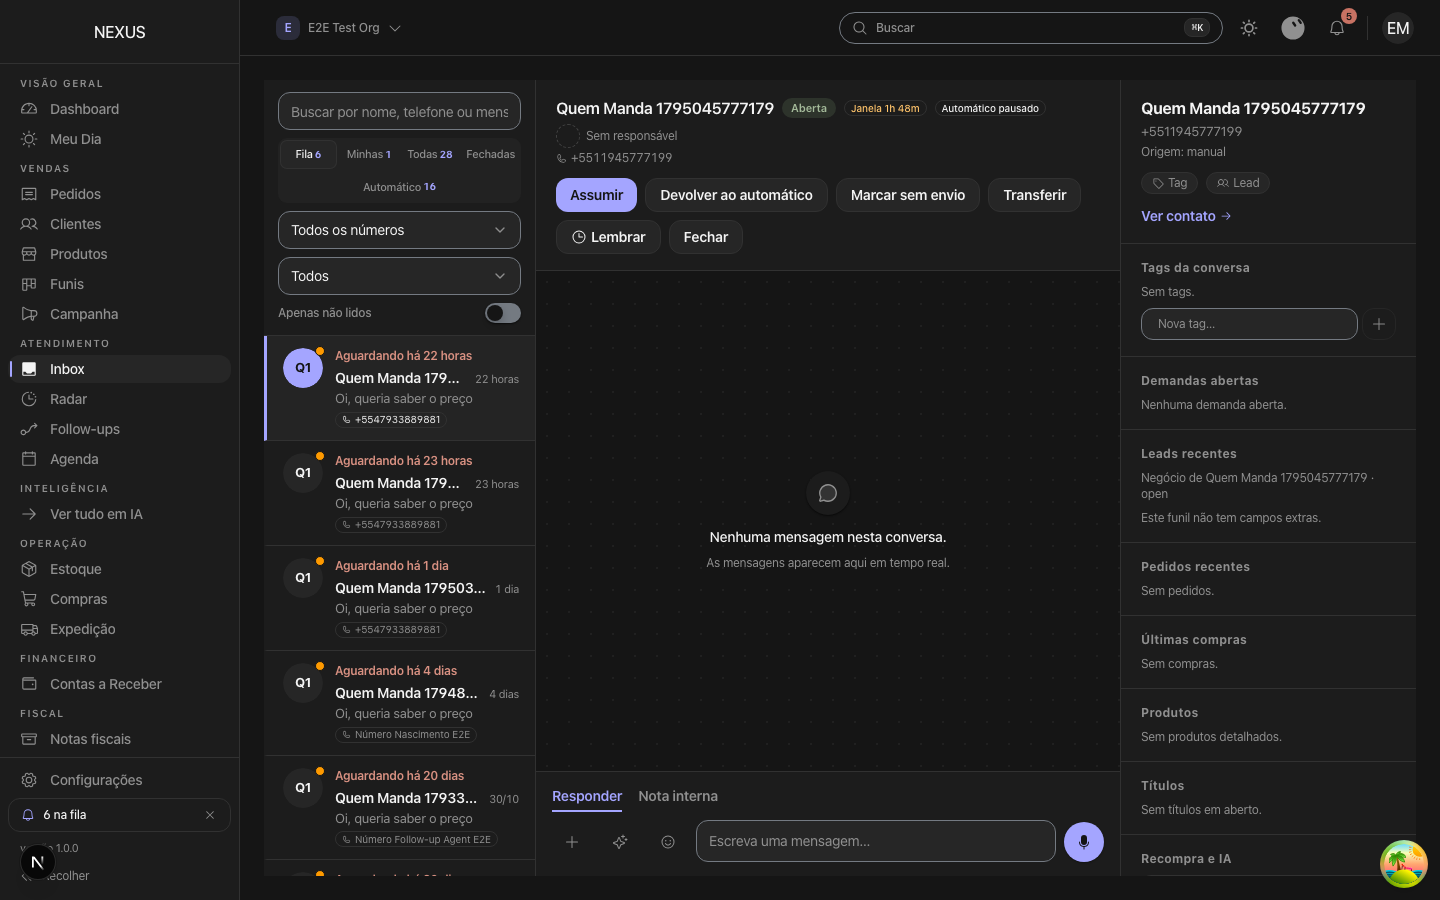 NEXUS
VISÃO GERAL
Dashboard
Meu Dia
VENDAS
Pedidos
Clientes
Produtos
Funis
Campanha
ATENDIMENTO
Inbox
Radar
Follow-ups
Agenda
INTELIGÊNCIA
Ver tudo em IA
OPERAÇÃO
Estoque
Compras
Expedição
FINANCEIRO
Contas a Receber
FISCAL
Notas fiscais
Configurações
6 na fila
1.0.0
N
E E2E Test Org
Buscar ⌘K
5
EM
Buscar por nome, telefone ou mens
Fila 6 Minhas 1 Todas 28 Fechadas
Automático 16
Todos os números
Todos
Apenas não lidos
Q1
Aguardando há 22 horas
Quem Manda 179... 22 horas
Oi, queria saber o preço
+5547933889881
Q1
Aguardando há 23 horas
Quem Manda 179... 23 horas
Oi, queria saber o preço
+5547933889881
Q1
Aguardando há 1 dia
Quem Manda 179503... 1 dia
Oi, queria saber o preço
+5547933889881
Q1
Aguardando há 4 dias
Quem Manda 17948... 4 dias
Oi, queria saber o preço
Número Nascimento E2E
Q1
Aguardando há 20 dias
Quem Manda 17933... 30/10
Oi, queria saber o preço
Número Follow-up Agent E2E
Quem Manda 1795045777179 Aberta Janela 1h 48m Automático pausado
Sem responsável
+5511945777199
Assumir Devolver ao automático Marcar sem envio Transferir
Lembrar Fechar
Nenhuma mensagem nesta conversa.
As mensagens aparecem aqui em tempo real.
Responder Nota interna
Escreva uma mensagem...
Quem Manda 1795045777179
+5511945777199
Origem: manual
Tag Lead
Ver contato →
Tags da conversa
Sem tags.
Nova tag...
Demandas abertas
Nenhuma demanda aberta.
Leads recentes
Negócio de Quem Manda 1795045777179 ·
open
Este funil não tem campos extras.
Pedidos recentes
Sem pedidos.
Últimas compras
Sem compras.
Produtos
Sem produtos detalhados.
Títulos
Sem títulos em aberto.
Recompra e IA